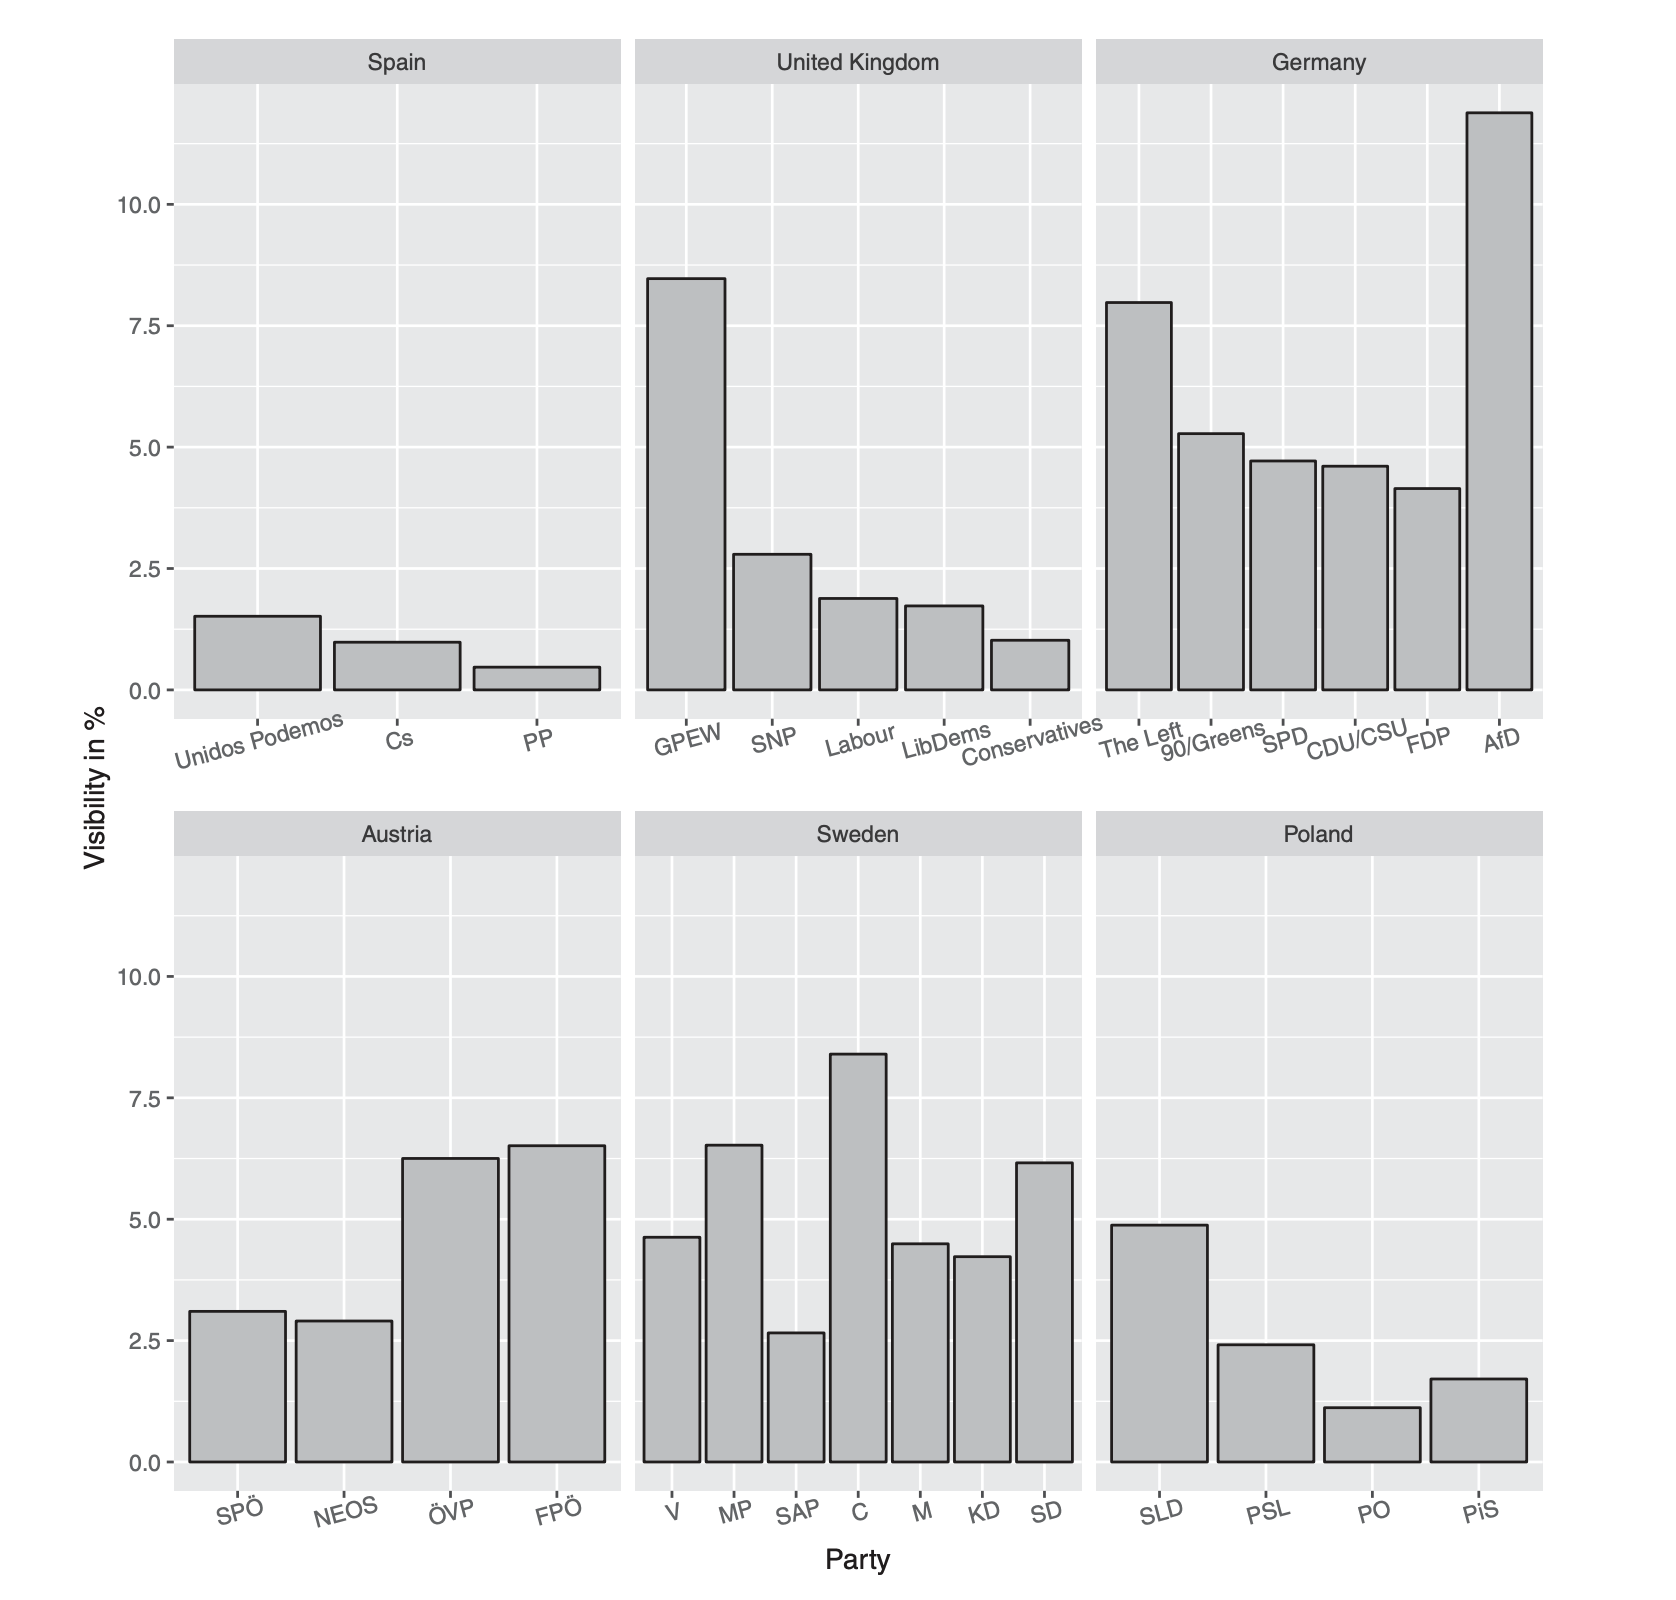 Spain
United Kingdom
Germany
10.0
7.5
5.0
2.5
0.0
Unidos Podemos
Cs
PP
GPEW
SNP
Labour
LibDems
Conservatives
The Left
90/Greens
SPD
CDU/CSU
FDP
AfD
Visibility in %
Austria
Sweden
Poland
10.0
7.5
5.0
2.5
0.0
SPÖ
NEOS
ÖVP
FPÖ
V
MP
SAP
C
M
KD
SD
SLD
PSL
PO
PiS
Party